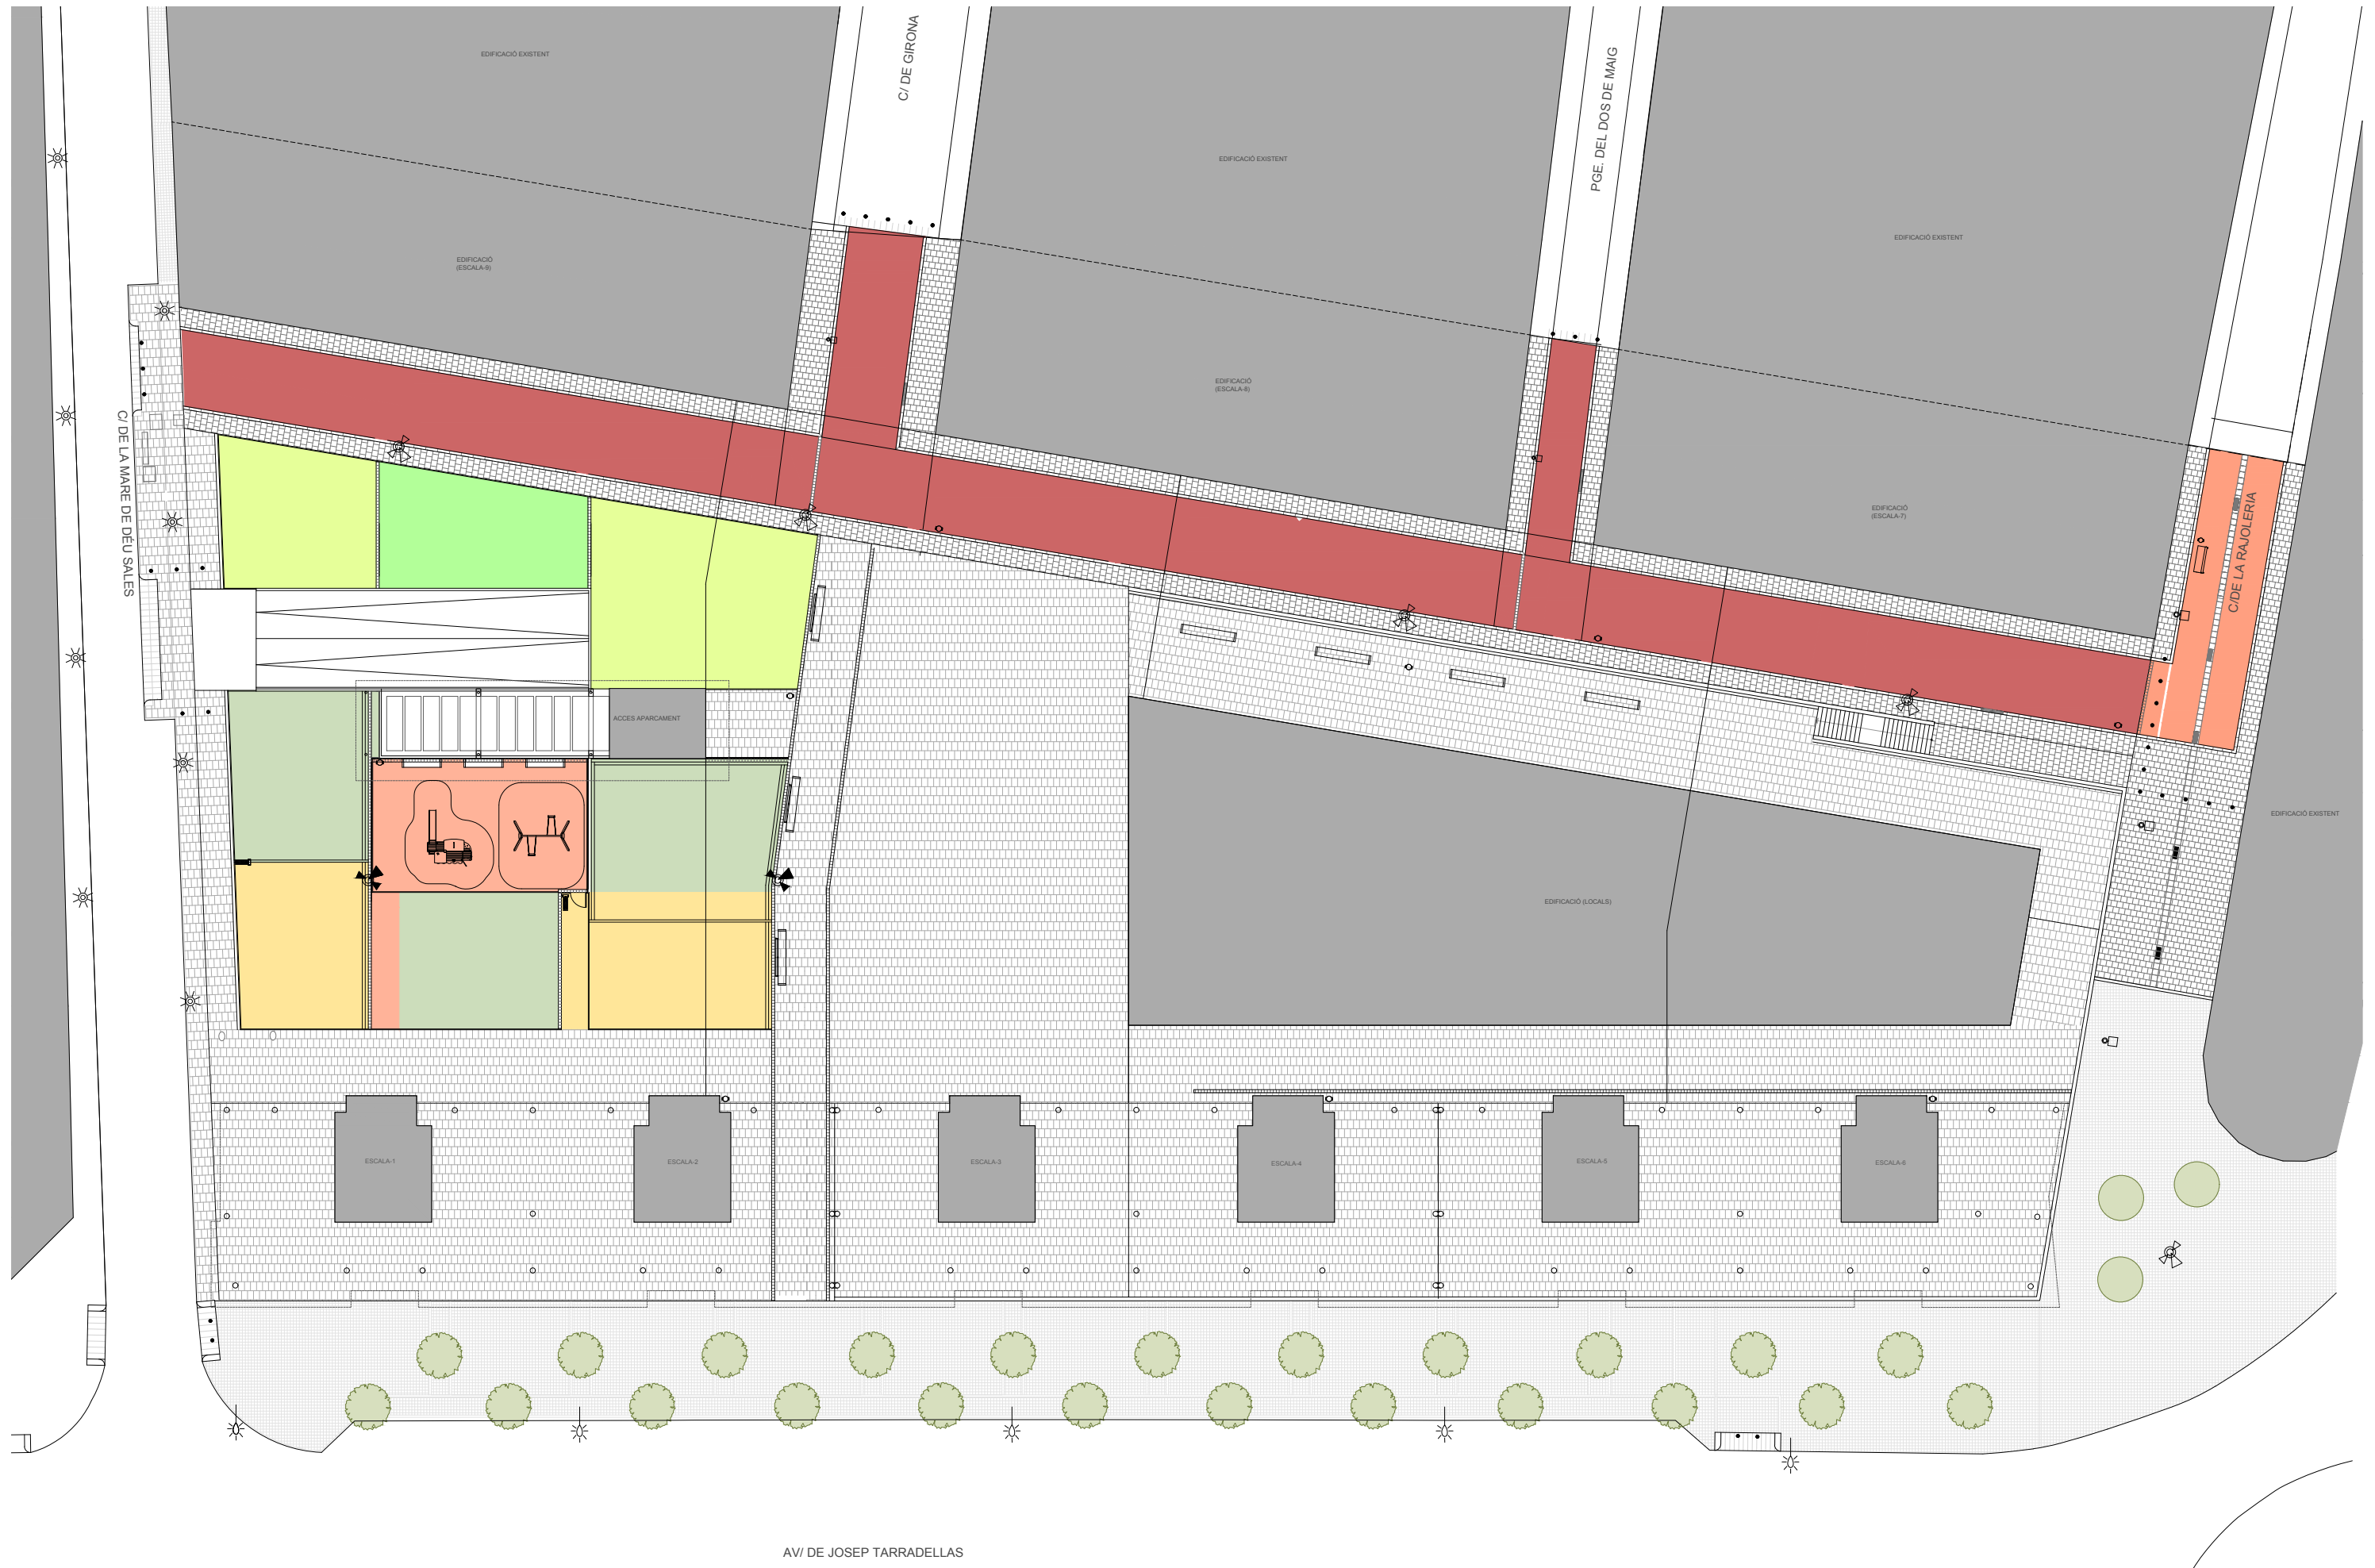 C/ DE GIRONA
PGE. DEL DOS DE MAIG
EDIFICACIÓ EXISTENT
EDIFICACIÓ EXISTENT
EDIFICACIÓ EXISTENT
EDIFICACIÓ
(ESCALA-9)
EDIFICACIÓ
(ESCALA-8)
EDIFICACIÓ
(ESCALA-7)
C/ DE LA MARE DE DÉU SALES
C/DE LA RAJOLERIA
ACCES APARCAMENT
EDIFICACIÓ EXISTENT
EDIFICACIÓ (LOCALS)
ESCALA-1
ESCALA-2
ESCALA-3
ESCALA-4
ESCALA-5
ESCALA-6
AV/ DE JOSEP TARRADELLAS